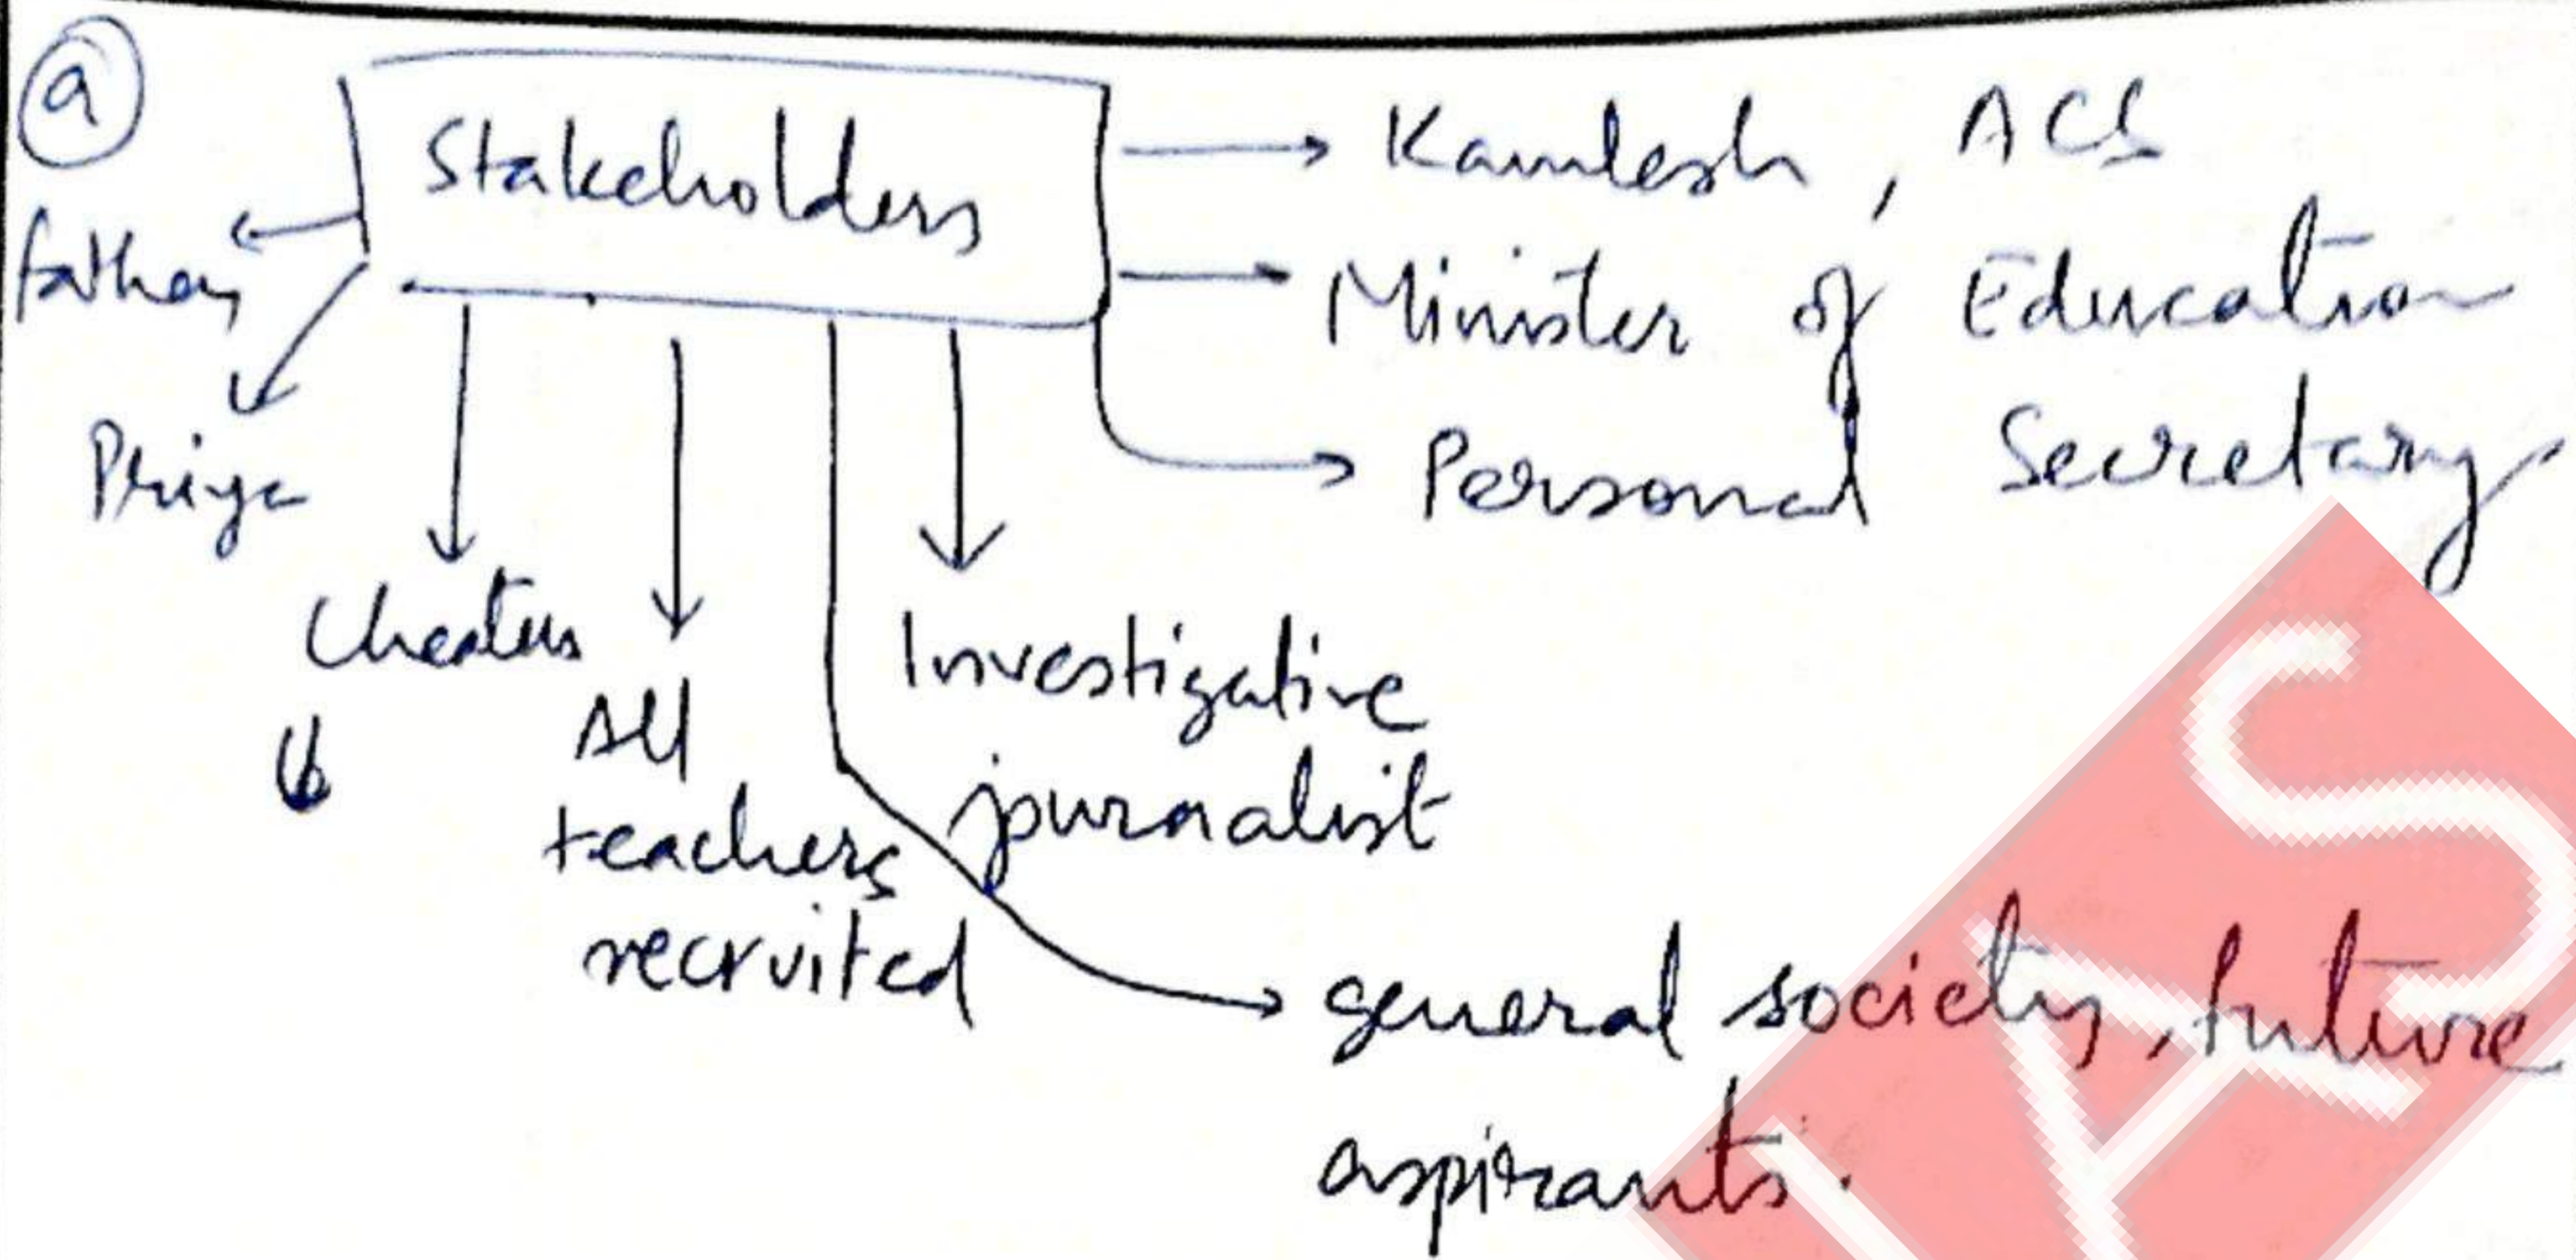 a
Stakeholders
→ Kamlesh, ACS
→ Minister of Education
→ Personal Secretary
father
Priya
Cheaters
All
teachers
recruited
Investigative
journalist
→ general society, future
aspirants.
IAS